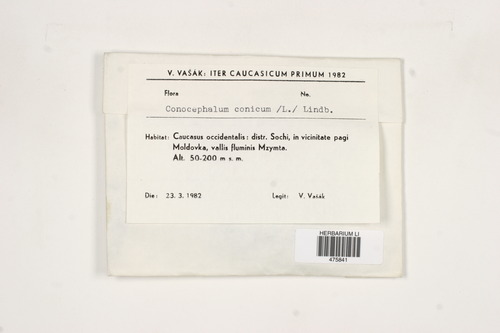 V. VAŠÁK: ITER CAUCASICUM PRIMUM 1982
Flora No.
Conocephalum conicum /L./ Lindb.
Habitat: Caucasus occidentalis: distr. Sochi, in vicinitate pagi
Moldovka, vallis fluminis Mzymta.
Alt. 50-200 m s. m.
Die: 23. 3. 1982 Legit: V. Vašák
HERBARIUM LI
475841